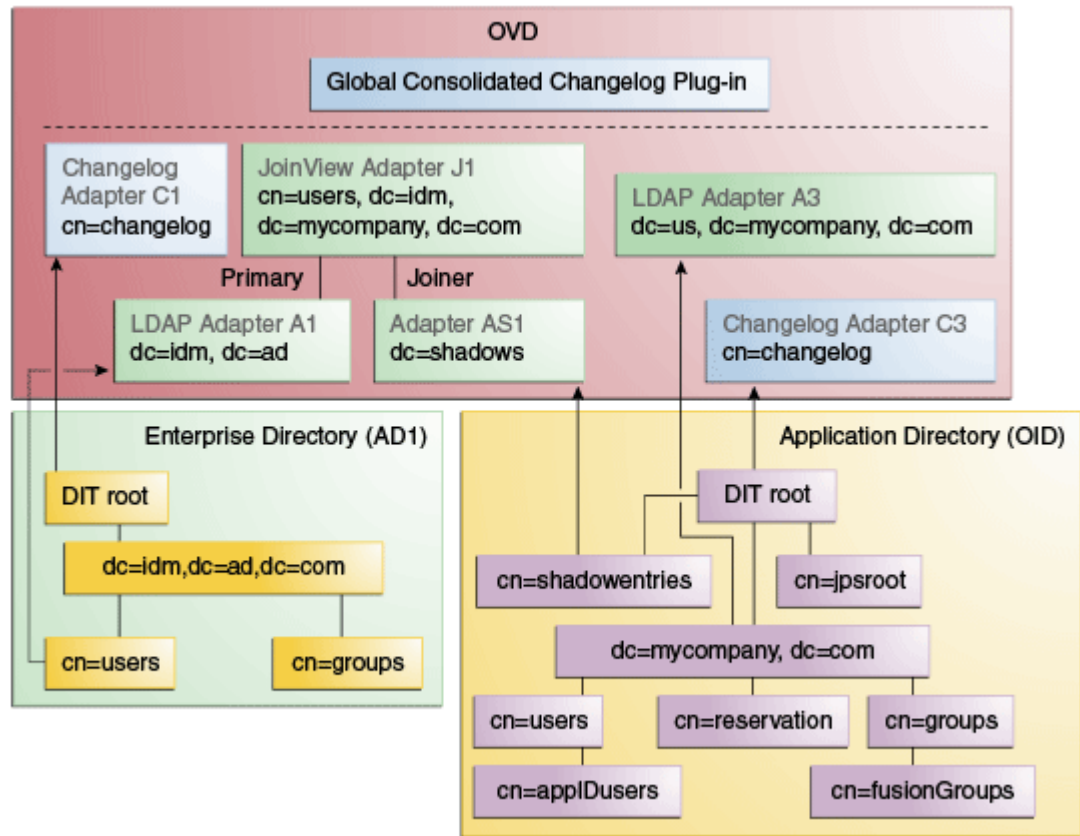 OVD
Global Consolidated Changelog Plug-in
Changelog
Adapter C1
cn=changelog
JoinView Adapter J1
cn=users, dc=idm,
dc=mycompany, dc=com
LDAP Adapter A3
dc=us, dc=mycompany, dc=com
Primary
Joiner
LDAP Adapter A1
dc=idm, dc=ad
Adapter AS1
dc=shadows
Changelog Adapter C3
cn=changelog
Enterprise Directory (AD1)
DIT root
dc=idm,dc=ad,dc=com
cn=users
cn=groups
Application Directory (OID)
DIT root
cn=shadowentries
cn=jpsroot
dc=mycompany, dc=com
cn=users
cn=reservation
cn=groups
cn=appIDusers
cn=fusionGroups